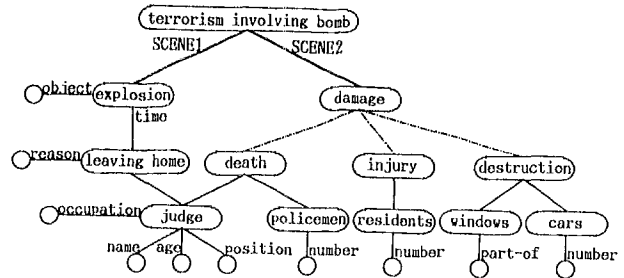 terrorism involving bomb
SCENE1 SCENE2
object explosion damage
time
reason leaving home death injury destruction
occupation judge policemen residents windows cars
name age position number number part-of number